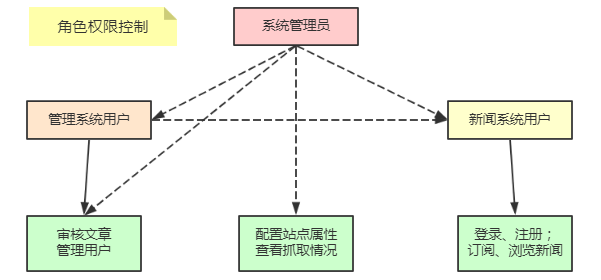 角色权限控制
系统管理员
管理系统用户
新闻系统用户
审核文章
管理用户
配置站点属性
查看抓取情况
登录、注册；
订阅、浏览新闻